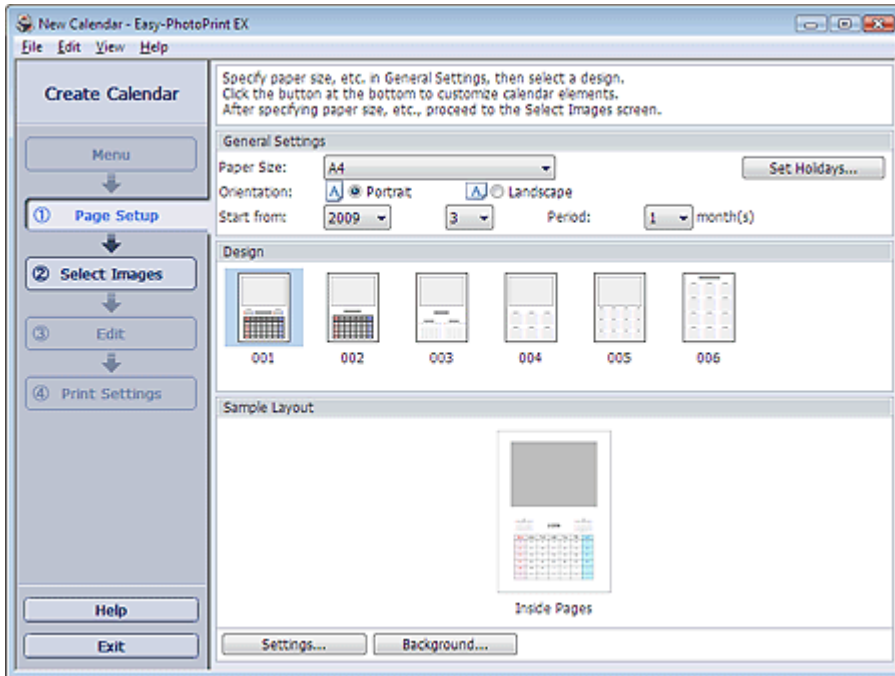 New Calendar - Easy-PhotoPrint EX
File Edit View Help
Create Calendar
Menu
① Page Setup
② Select Images
③ Edit
④ Print Settings
Help
Exit
Specify paper size, etc. in General Settings, then select a design.
Click the button at the bottom to customize calendar elements.
After specifying paper size, etc., proceed to the Select Images screen.
General Settings
Paper Size: A4 Set Holidays...
Orientation: A Portrait A Landscape
Start from: 2009 3 Period: 1 month(s)
Design
001 002 003 004 005 006
Sample Layout
Inside Pages
Settings... Background...